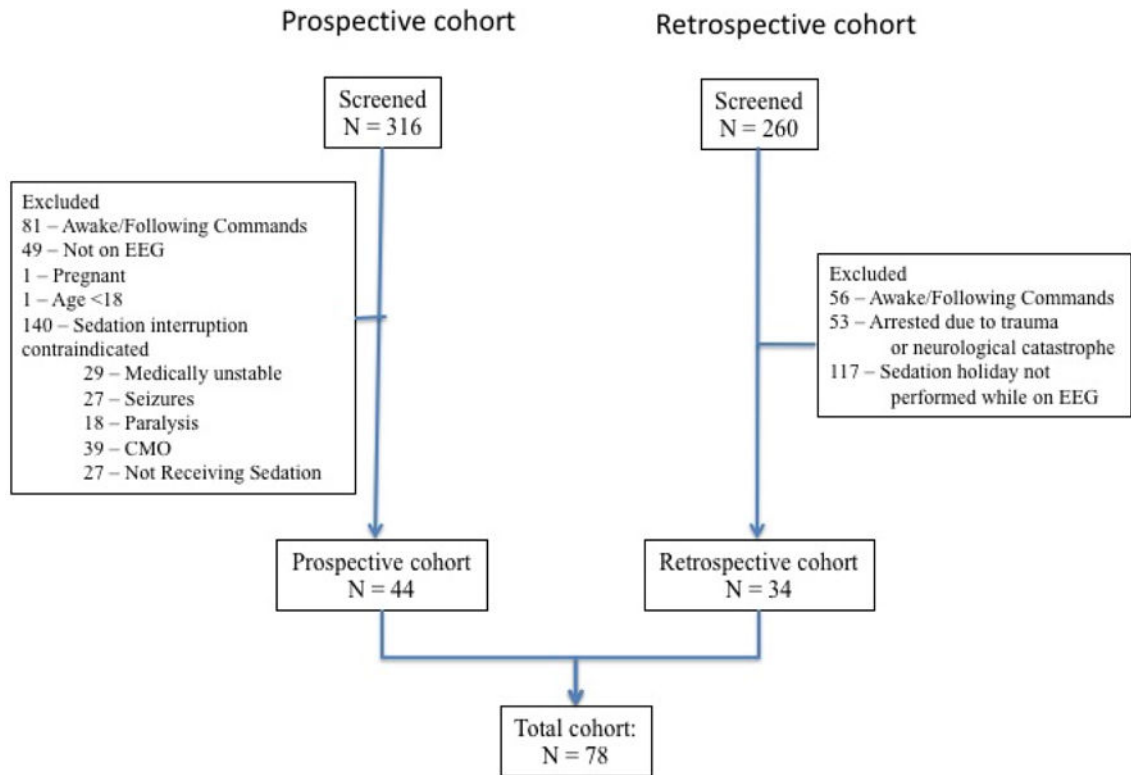 Prospective cohort
Retrospective cohort
Screened
N = 316
Screened
N = 260
Excluded
81 – Awake/Following Commands
49 – Not on EEG
1 – Pregnant
1 – Age <18
140 – Sedation interruption
contraindicated
29 – Medically unstable
27 – Seizures
18 – Paralysis
39 – CMO
27 – Not Receiving Sedation
Excluded
56 – Awake/Following Commands
53 – Arrested due to trauma
or neurological catastrophe
117 – Sedation holiday not
performed while on EEG
Prospective cohort
N = 44
Retrospective cohort
N = 34
Total cohort:
N = 78